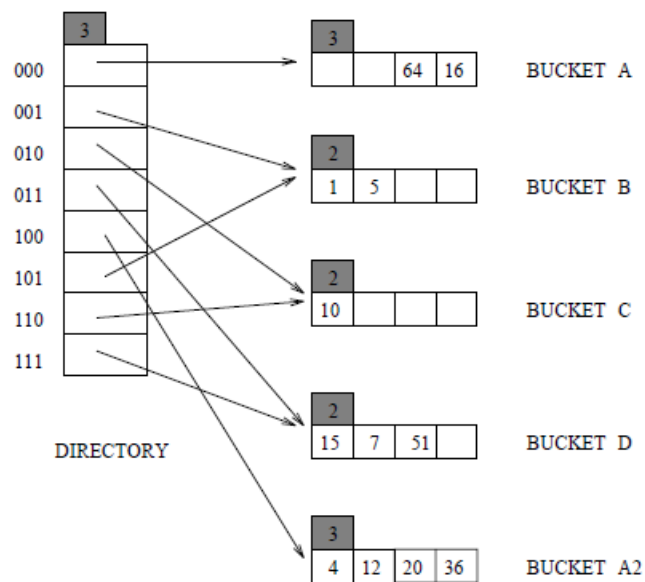 3
000
001
010
011
100
101
110
111
DIRECTORY
3
64 16 BUCKET A
2
1 5 BUCKET B
2
10 BUCKET C
2
15 7 51 BUCKET D
3
4 12 20 36 BUCKET A2